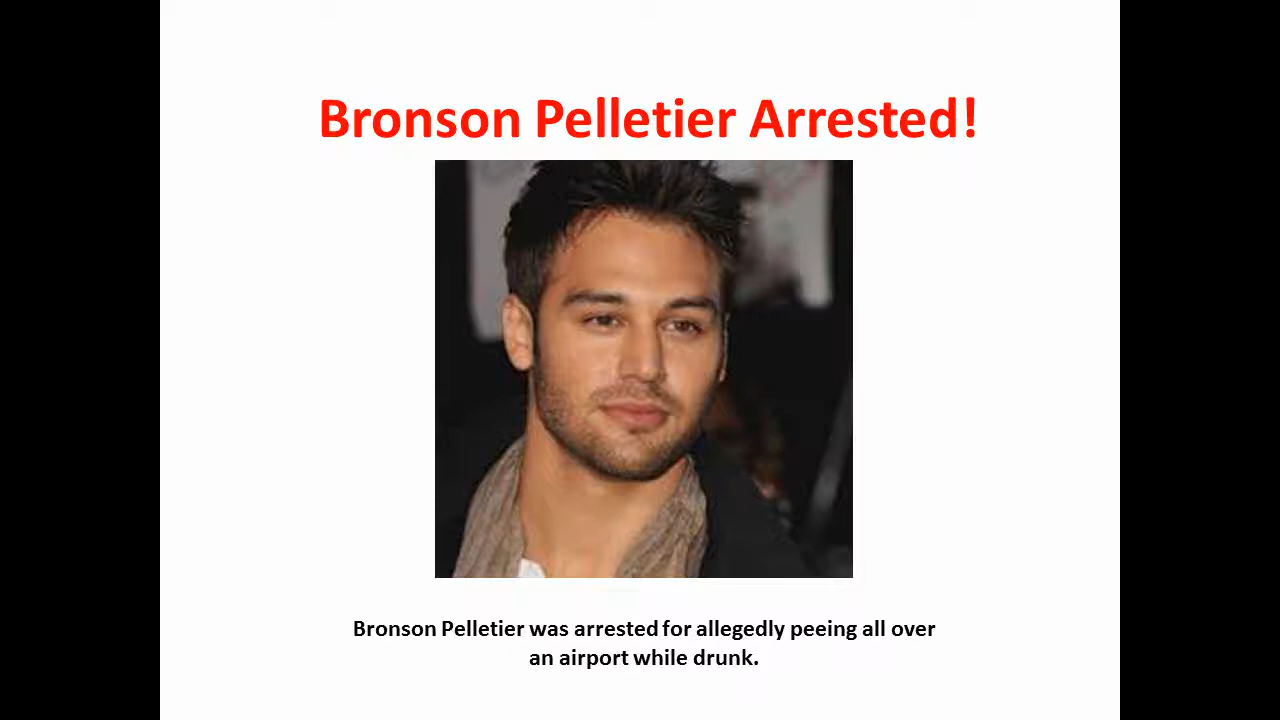 Bronson Pelletier Arrested!
Bronson Pelletier was arrested for allegedly peeing all over
an airport while drunk.